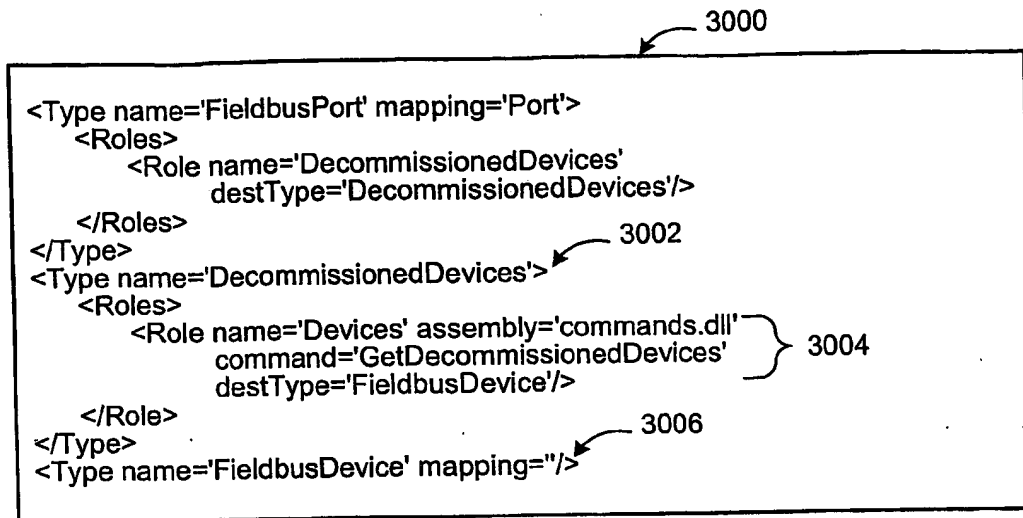 3000
<Type name='FieldbusPort' mapping='Port'>
<Roles>
<Role name='DecommissionedDevices'
destType='DecommissionedDevices'/>
</Roles>
</Type>
3002
<Type name='DecommissionedDevices'>
<Roles>
<Role name='Devices' assembly='commands.dll'
command='GetDecommissionedDevices'
destType='FieldbusDevice'/>
3004
</Role>
</Type>
3006
<Type name='FieldbusDevice' mapping=''/>